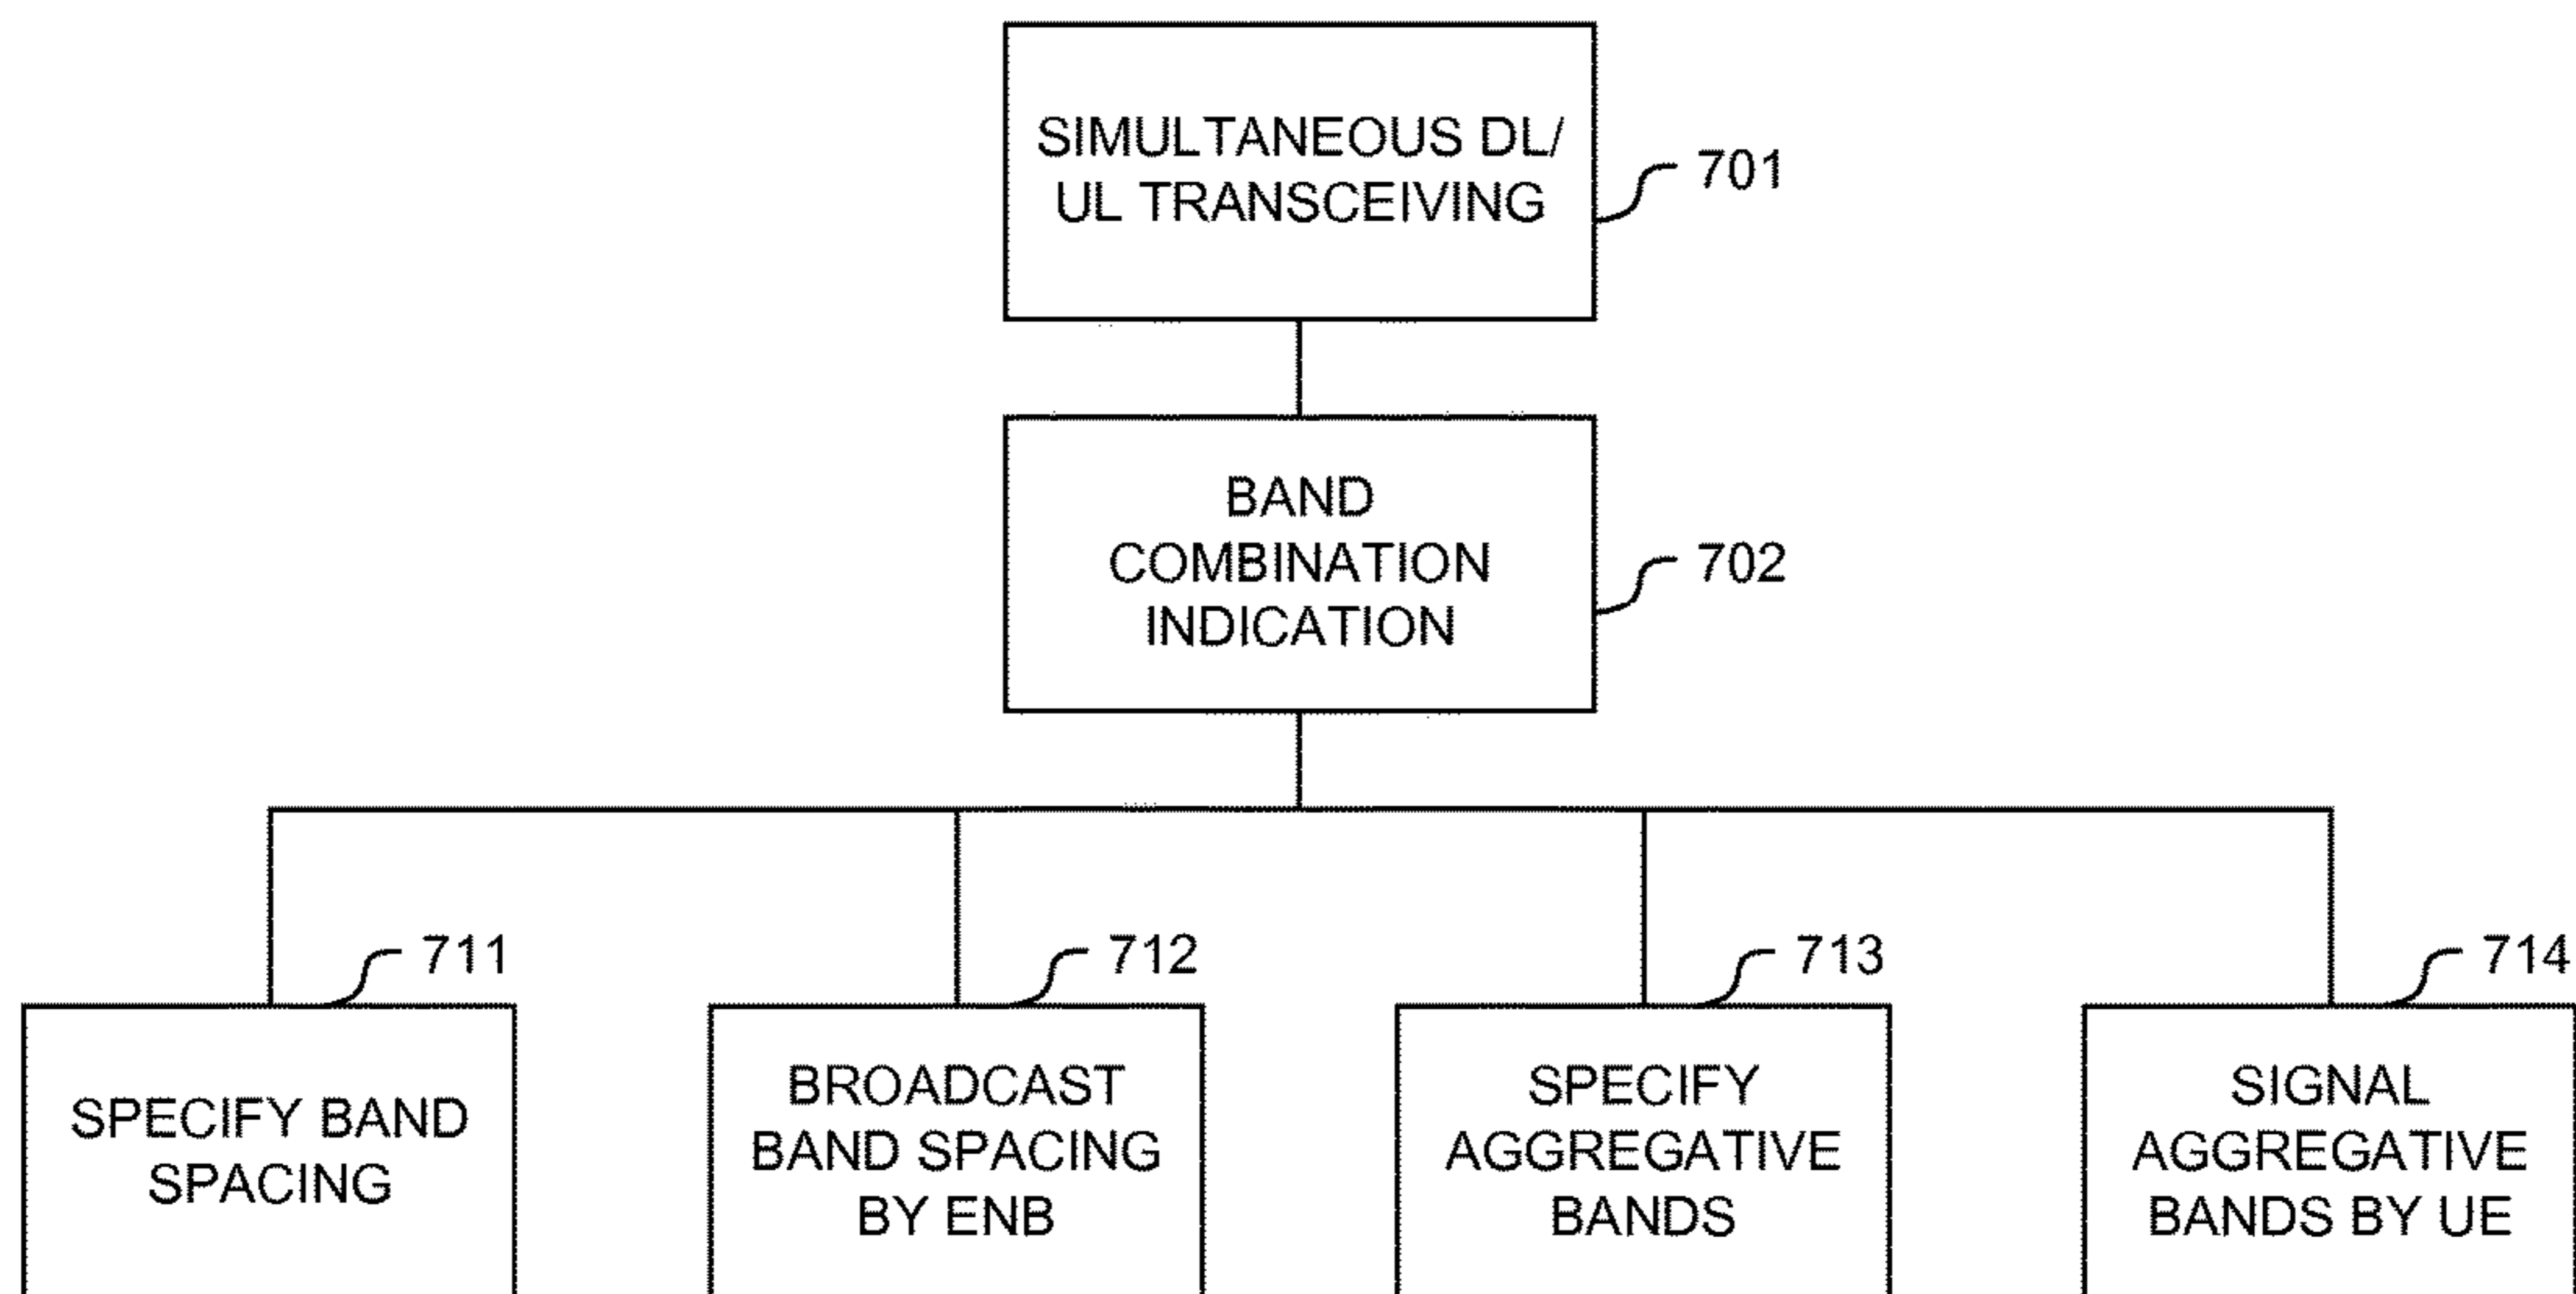 SIMULTANEOUS DL/
UL TRANSCEIVING
701
BAND
COMBINATION
INDICATION
702
711
712
713
714
SPECIFY BAND
SPACING
BROADCAST
BAND SPACING
BY ENB
SPECIFY
AGGREGATIVE
BANDS
SIGNAL
AGGREGATIVE
BANDS BY UE